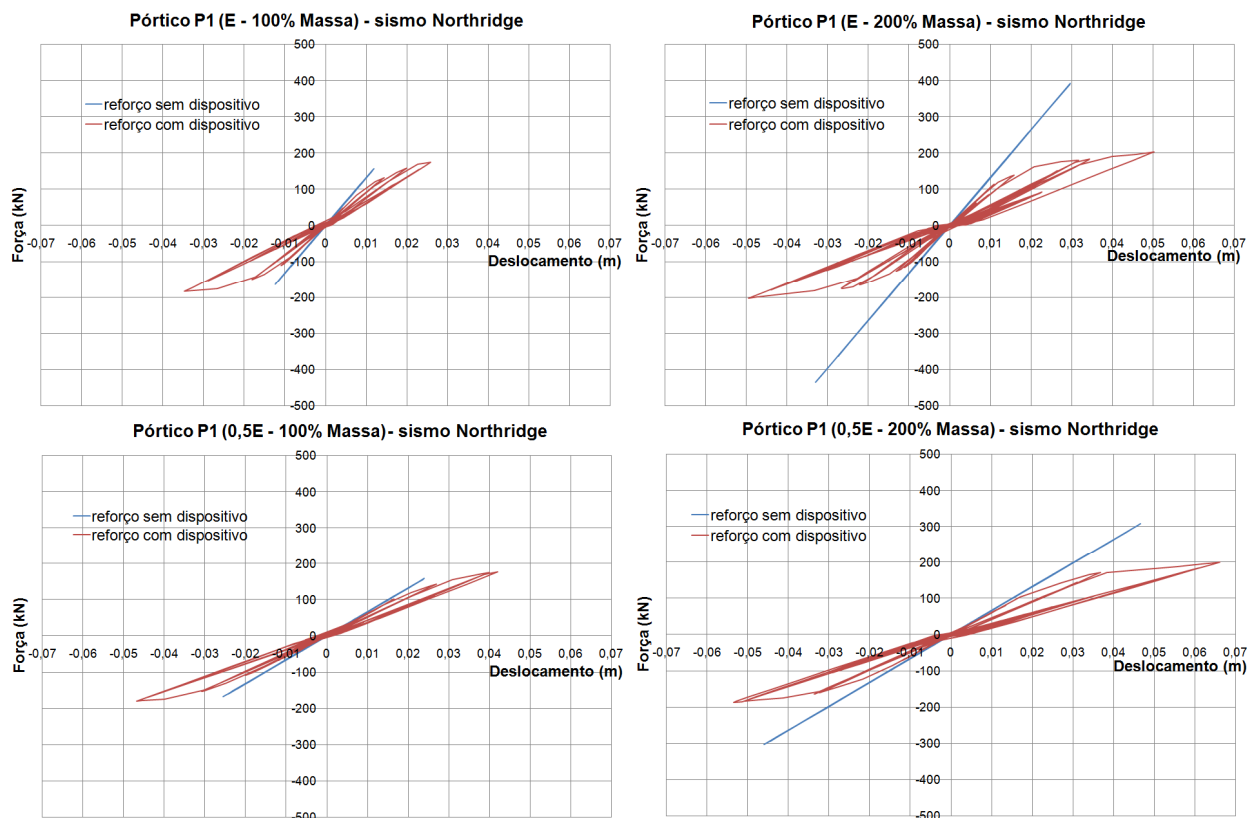 Pórtico P1 (E - 100% Massa) - sismo Northridge
500
400
300
200
100
0
-100
-200
-300
-400
-500
-0,07 -0,06 -0,05 -0,04 -0,03 -0,02 -0,01 0 0,01 0,02 0,03 0,04 0,05 0,06 0,07
reforço sem dispositivo
reforço com dispositivo
Força (kN)
Deslocamento (m)
Pórtico P1 (E - 200% Massa) - sismo Northridge
500
400
300
200
100
0
-100
-200
-300
-400
-500
-0,07 -0,06 -0,05 -0,04 -0,03 -0,02 -0,01 0 0,01 0,02 0,03 0,04 0,05 0,06 0,07
reforço sem dispositivo
reforço com dispositivo
Força (kN)
Deslocamento (m)
Pórtico P1 (0,5E - 100% Massa) - sismo Northridge
500
400
300
200
100
0
-100
-200
-300
-400
-500
-0,07 -0,06 -0,05 -0,04 -0,03 -0,02 -0,01 0 0,01 0,02 0,03 0,04 0,05 0,06 0,07
reforço sem dispositivo
reforço com dispositivo
Força (kN)
Deslocamento (m)
Pórtico P1 (0,5E - 200% Massa) - sismo Northridge
500
400
300
200
100
0
-100
-200
-300
-400
-500
-0,07 -0,06 -0,05 -0,04 -0,03 -0,02 -0,01 0 0,01 0,02 0,03 0,04 0,05 0,06 0,07
reforço sem dispositivo
reforço com dispositivo
Força (kN)
Deslocamento (m)